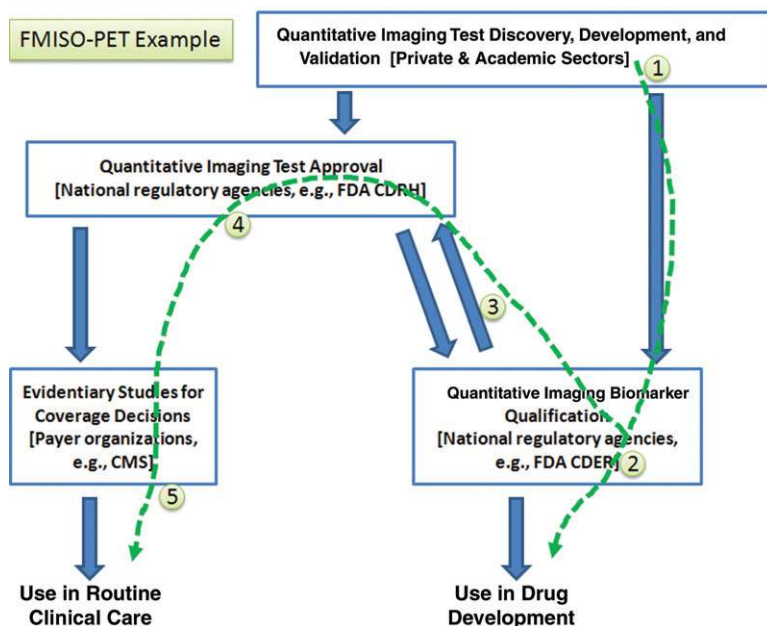 FMISO-PET Example
Quantitative Imaging Test Discovery, Development, and
Validation [Private & Academic Sectors]
1
Quantitative Imaging Test Approval
[National regulatory agencies, e.g., FDA CDRH]
4
3
Evidentiary Studies for
Coverage Decisions
[Payer organizations,
e.g., CMS]
5
Quantitative Imaging Biomarker
Qualification
[National regulatory agencies,
e.g., FDA CDER]
2
Use in Routine
Clinical Care
Use in Drug
Development